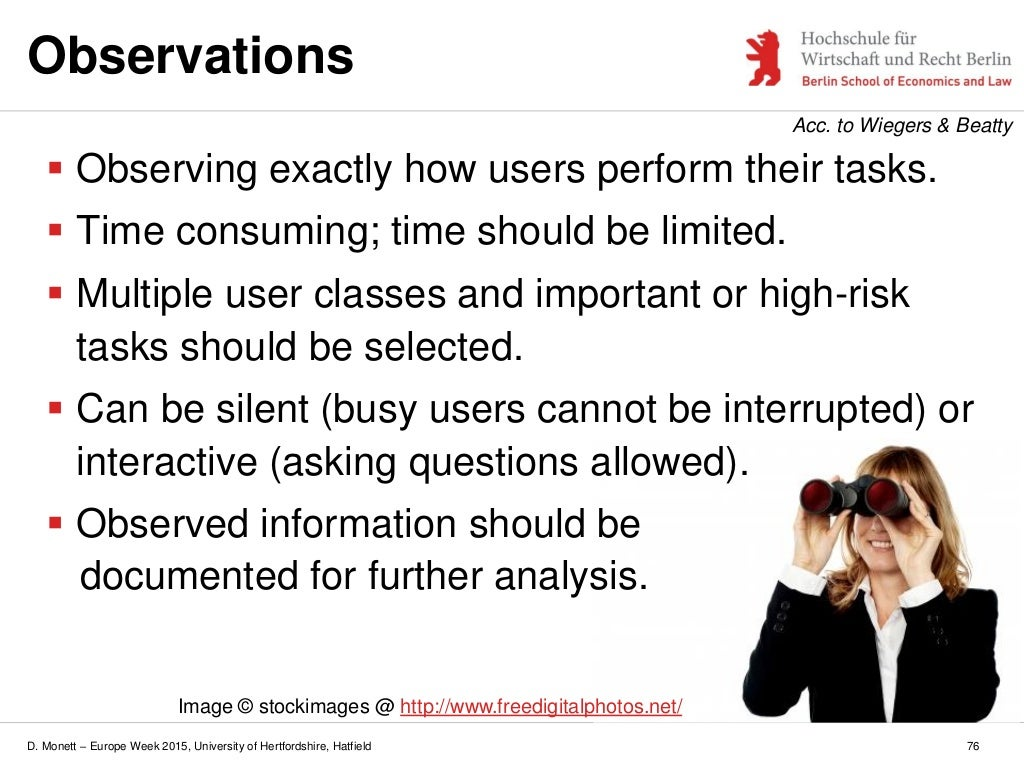 Observations
Hochschule für
Wirtschaft und Recht Berlin
Berlin School of Economics and Law
Acc. to Wiegers & Beatty
Observing exactly how users perform their tasks.
Time consuming; time should be limited.
Multiple user classes and important or high-risk
tasks should be selected.
Can be silent (busy users cannot be interrupted) or
interactive (asking questions allowed).
Observed information should be
documented for further analysis.
Image © stockimages @ http://www.freedigitalphotos.net/
D. Monett – Europe Week 2015, University of Hertfordshire, Hatfield
76